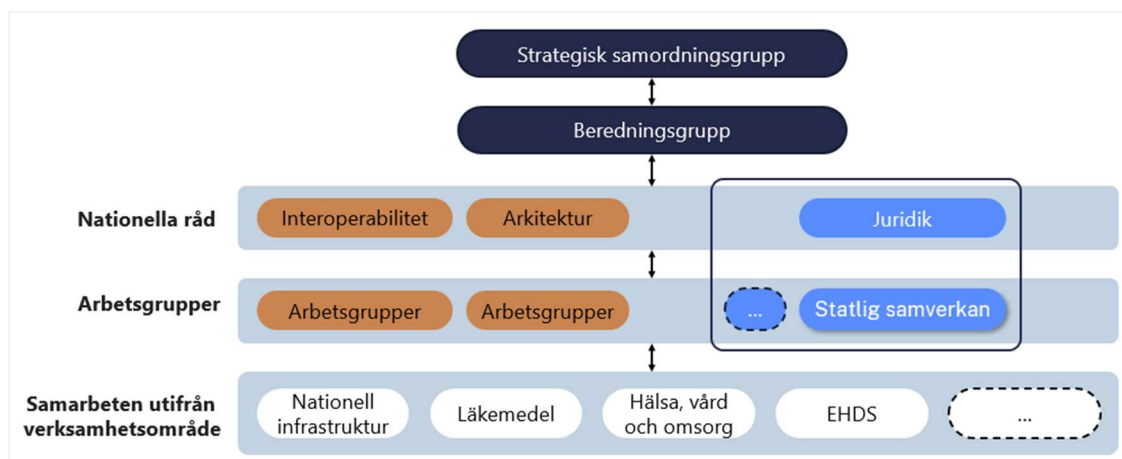 Strategisk samordningsgrupp
Beredningsgrupp
Nationella råd
Interoperabilitet
Arkitektur
Juridik
Arbetsgrupper
Arbetsgrupper
Arbetsgrupper
...
Statlig samverkan
Samarbeten utifrån
verksamhetsområde
Nationell
infrastruktur
Läkemedel
Hälsa, vård
och omsorg
EHDS
...